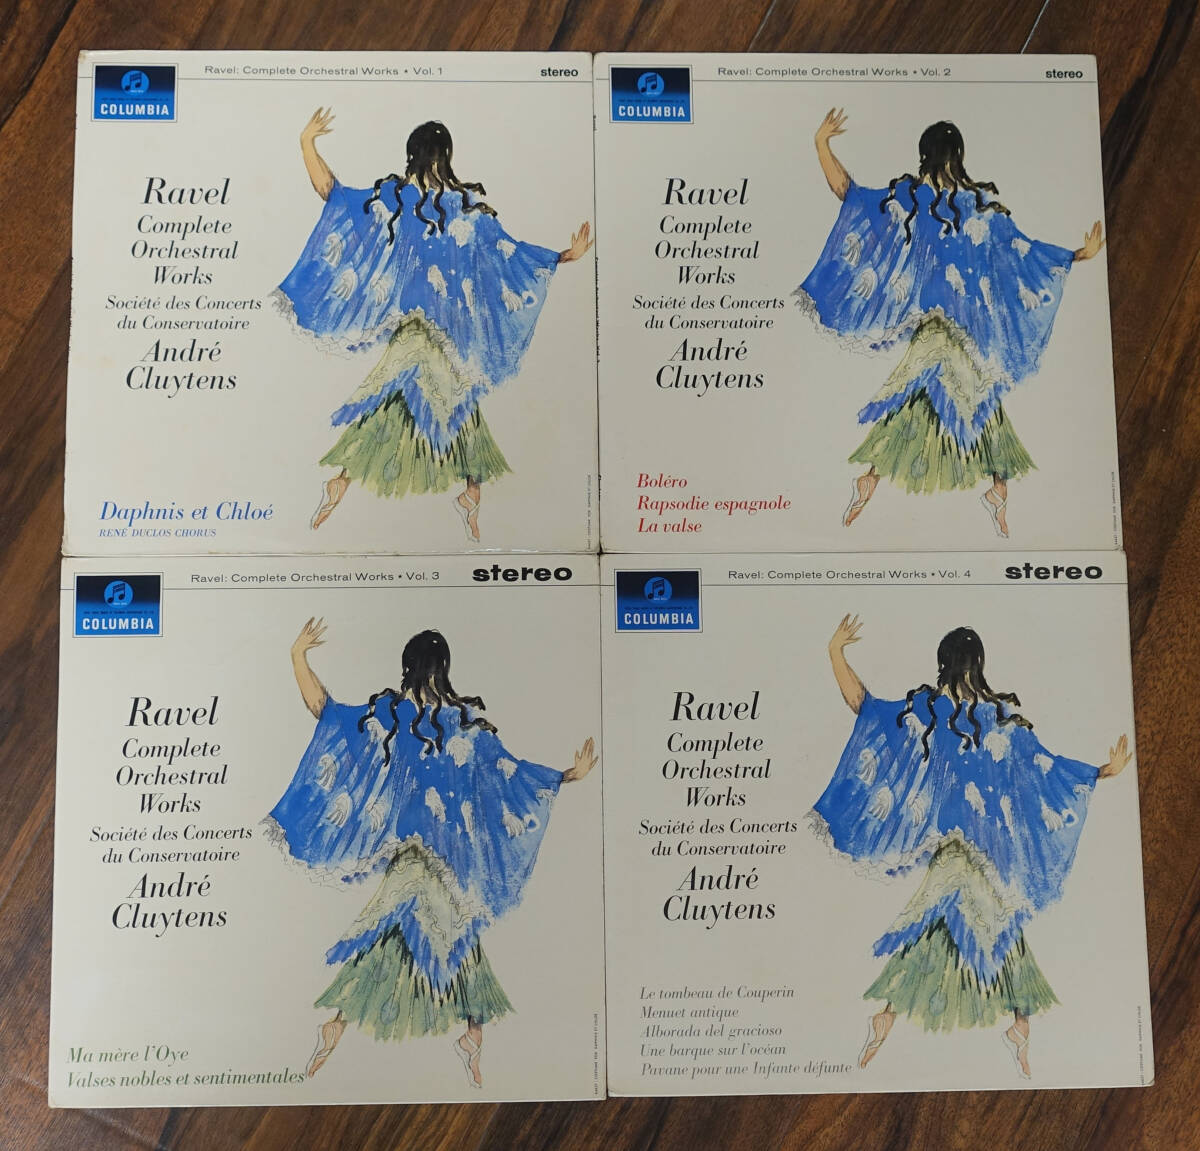 Ravel: Complete Orchestral Works • Vol. 1
stereo
COLUMBIA
Ravel
Complete
Orchestral
Works
Société des Concerts
du Conservatoire
André
Cluytens
Daphnis et Chloé
RENÉ DUCLOS CHORUS
Ravel: Complete Orchestral Works • Vol. 2
stereo
COLUMBIA
Ravel
Complete
Orchestral
Works
Société des Concerts
du Conservatoire
André
Cluytens
Boléro
Rapsodie espagnole
La valse
Ravel: Complete Orchestral Works • Vol. 3
stereo
COLUMBIA
Ravel
Complete
Orchestral
Works
Société des Concerts
du Conservatoire
André
Cluytens
Ma mère l'Oye
Valses nobles et sentimentales
Ravel: Complete Orchestral Works • Vol. 4
stereo
COLUMBIA
Ravel
Complete
Orchestral
Works
Société des Concerts
du Conservatoire
André
Cluytens
Le tombeau de Couperin
Menuet antique
Alborada del gracioso
Une barque sur l'océan
Pavane pour une Infante défunte